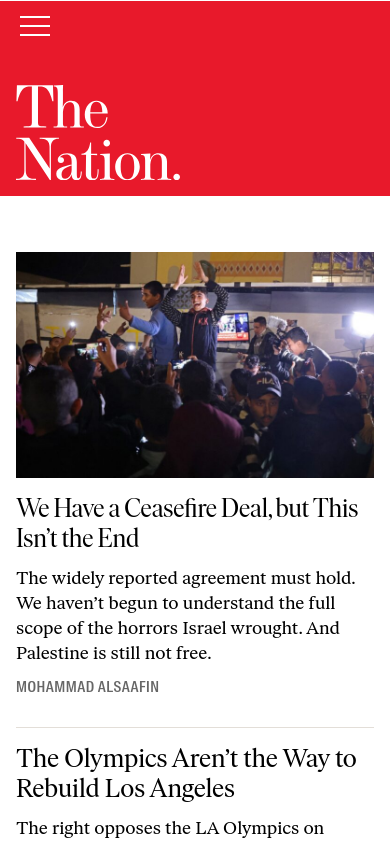 The
Nation.
We Have a Ceasefire Deal, but This
Isn’t the End
The widely reported agreement must hold.
We haven’t begun to understand the full
scope of the horrors Israel wrought. And
Palestine is still not free.
MOHAMMAD ALSAAFIN
The Olympics Aren’t the Way to
Rebuild Los Angeles
The right opposes the LA Olympics on